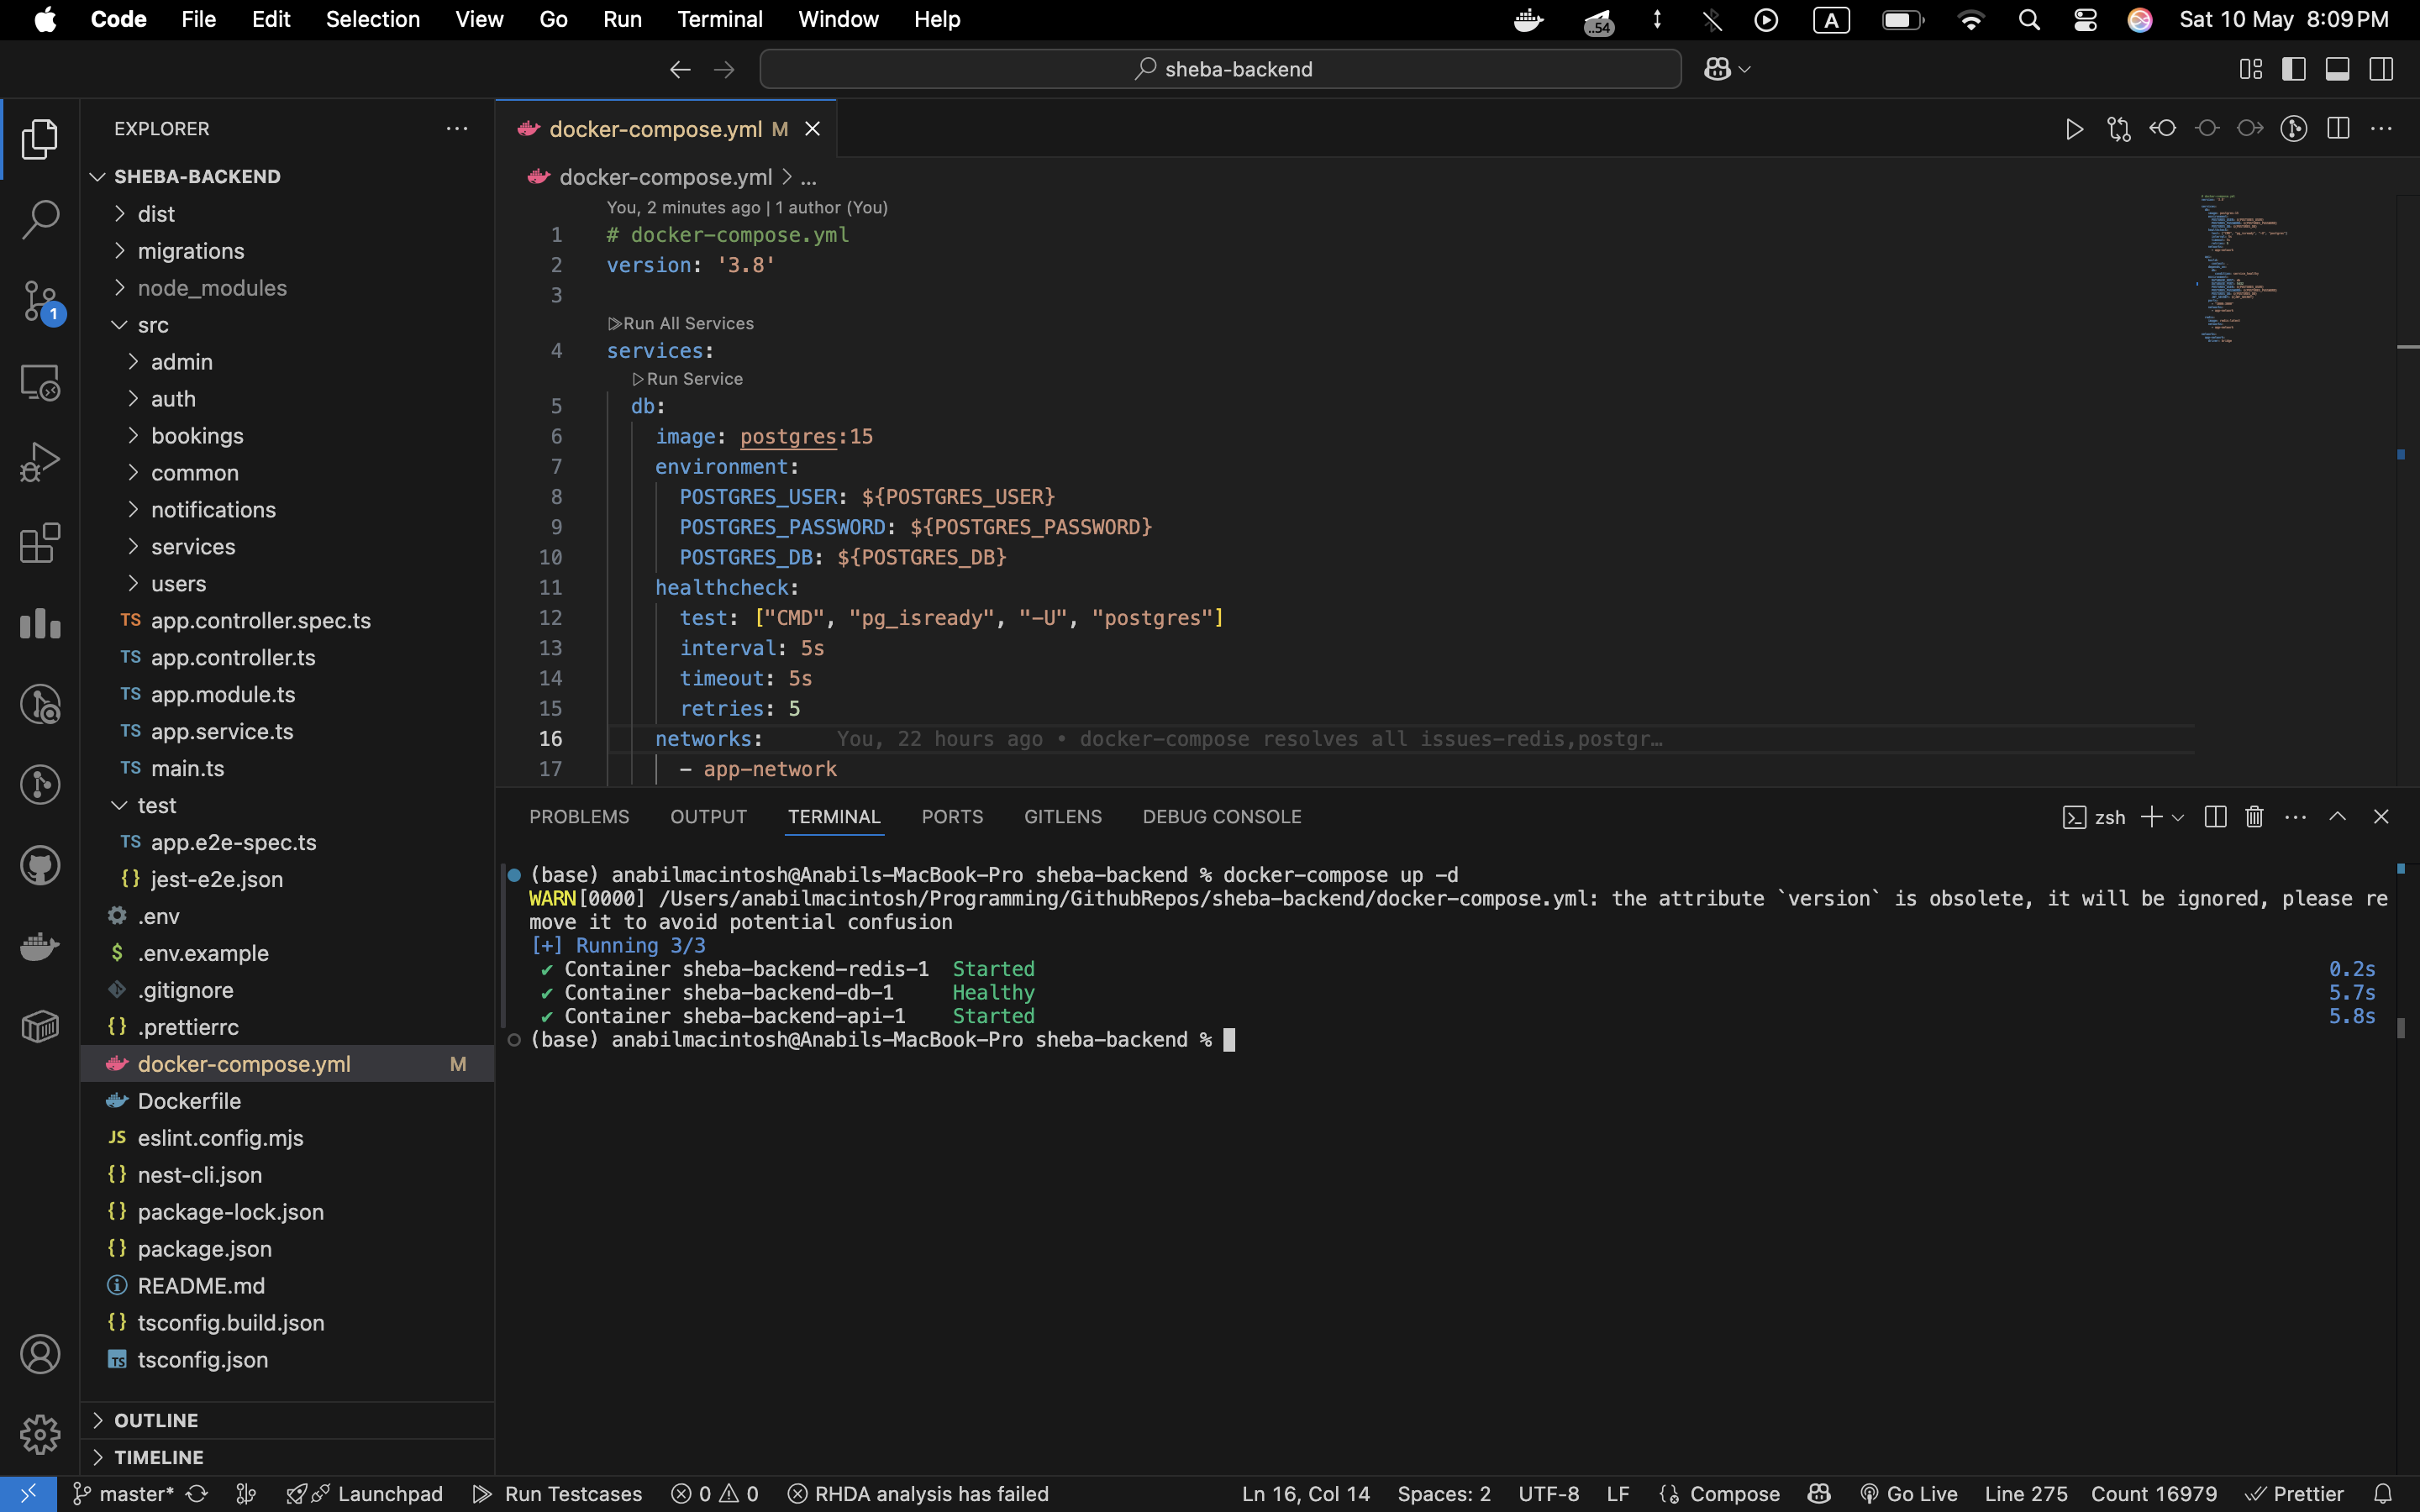 Code File Edit Selection View Go Run Terminal Window Help
..54
A
Sat 10 May 8:09 PM
sheba-backend
EXPLORER
SHEBA-BACKEND
dist
migrations
node_modules
src
admin
auth
bookings
common
notifications
services
users
TS app.controller.spec.ts
TS app.controller.ts
TS app.module.ts
TS app.service.ts
TS main.ts
test
TS app.e2e-spec.ts
{} jest-e2e.json
.env
$ .env.example
.gitignore
{} .prettierrc
docker-compose.yml M
Dockerfile
JS eslint.config.mjs
{} nest-cli.json
{} package-lock.json
{} package.json
README.md
{} tsconfig.build.json
TS tsconfig.json
OUTLINE
TIMELINE
1
docker-compose.yml M
docker-compose.yml > ...
You, 2 minutes ago | 1 author (You)
1 # docker-compose.yml
2 version: '3.8'
3
Run All Services
4 services:
Run Service
5 db:
6 image: postgres:15
7 environment:
8 POSTGRES_USER: ${POSTGRES_USER}
9 POSTGRES_PASSWORD: ${POSTGRES_PASSWORD}
10 POSTGRES_DB: ${POSTGRES_DB}
11 healthcheck:
12 test: ["CMD", "pg_isready", "-U", "postgres"]
13 interval: 5s
14 timeout: 5s
15 retries: 5
16 networks: You, 22 hours ago • docker-compose resolves all issues-redis,postgr…
17 - app-network
PROBLEMS OUTPUT TERMINAL PORTS GITLENS DEBUG CONSOLE
zsh
(base) anabilmacintosh@Anabils-MacBook-Pro sheba-backend % docker-compose up -d
WARN[0000] /Users/anabilmacintosh/Programming/GithubRepos/sheba-backend/docker-compose.yml: the attribute `version` is obsolete, it will be ignored, please re
move it to avoid potential confusion
[+] Running 3/3
✔ Container sheba-backend-redis-1 Started 0.2s
✔ Container sheba-backend-db-1 Healthy 5.7s
✔ Container sheba-backend-api-1 Started 5.8s
(base) anabilmacintosh@Anabils-MacBook-Pro sheba-backend %
master* Launchpad Run Testcases 0 0 RHDA analysis has failed Ln 16, Col 14 Spaces: 2 UTF-8 LF Compose Go Live Line 275 Count 16979 Prettier